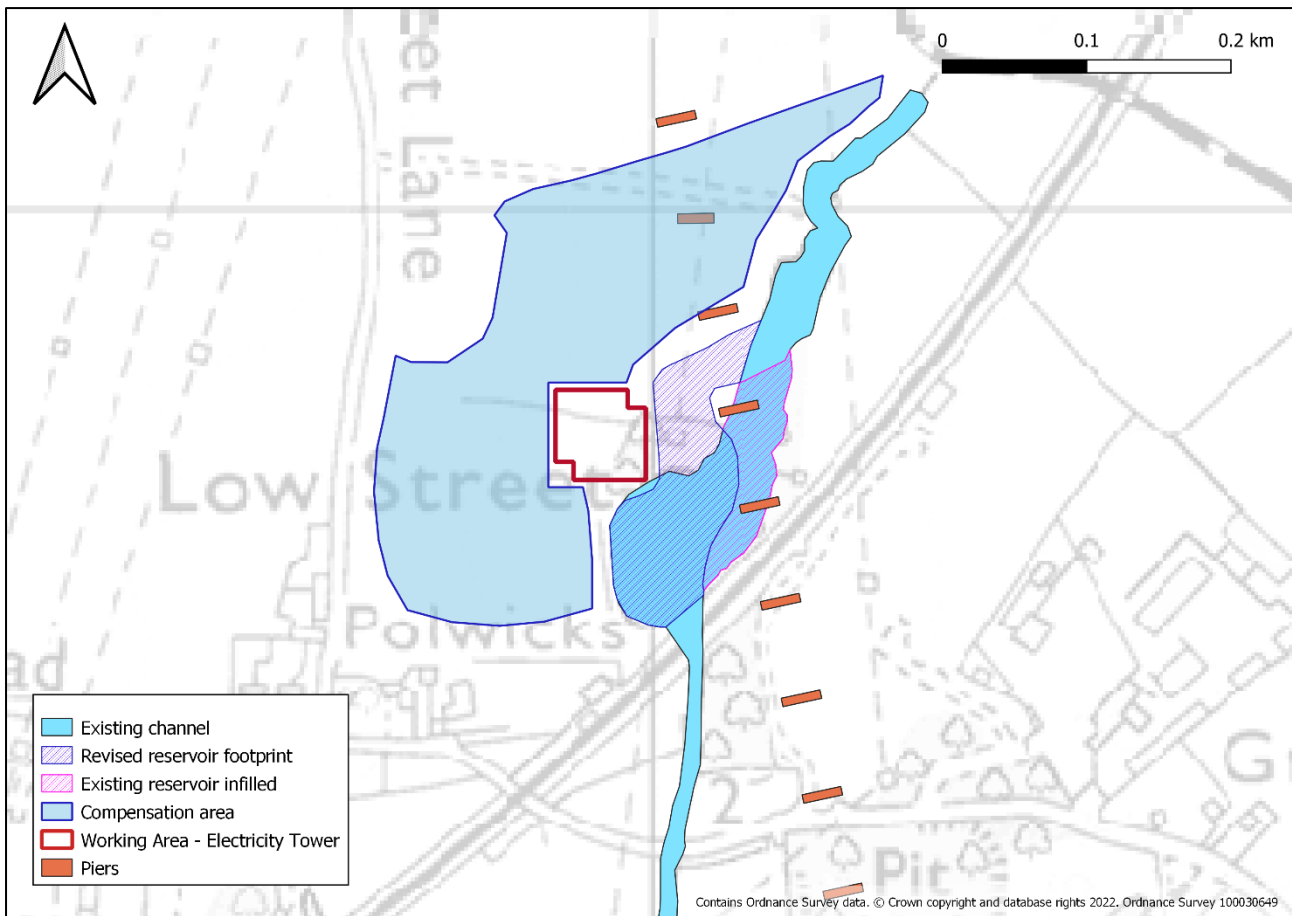 0 0.1 0.2 km
et Lane
Low Street
Polwicks
ad
G
2
Pit
Existing channel
Revised reservoir footprint
Existing reservoir infilled
Compensation area
Working Area - Electricity Tower
Piers
Contains Ordnance Survey data. © Crown copyright and database rights 2022. Ordnance Survey 100030649